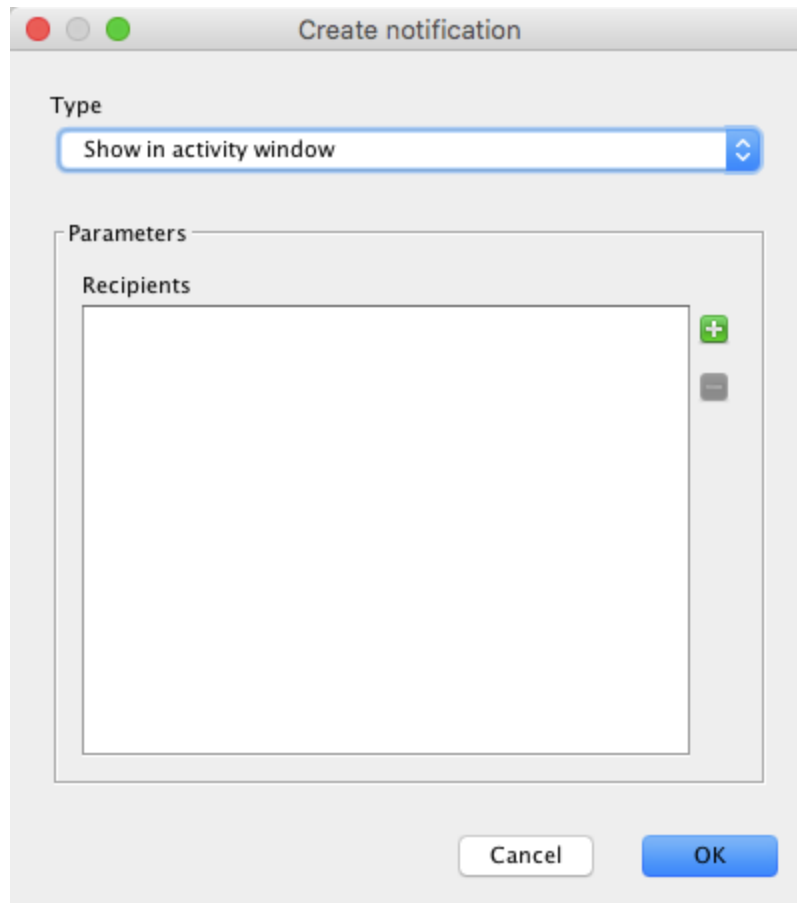 Create notification
Type
Show in activity window
Parameters
Recipients
Cancel
OK